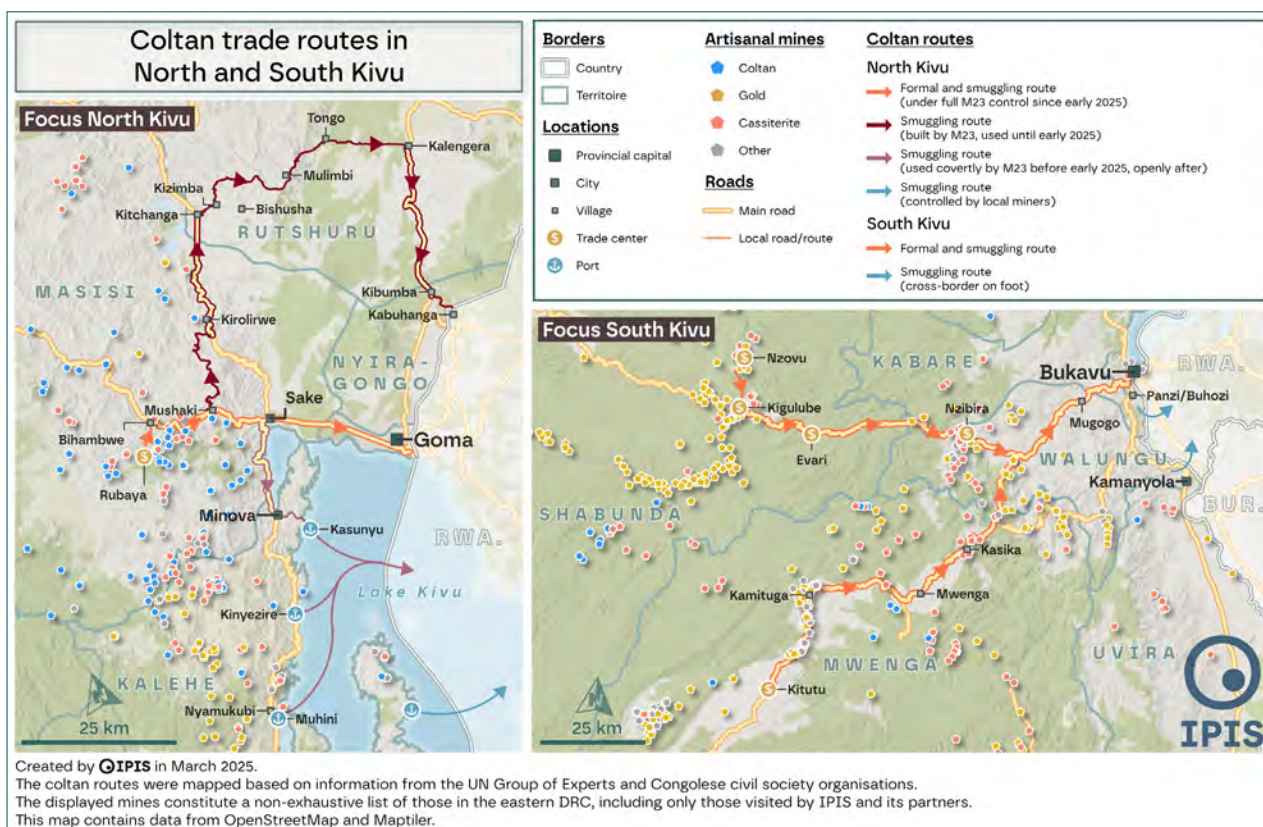 Coltan trade routes in
North and South Kivu
Borders
Country
Territoire
Locations
Provincial capital
City
Village
Trade center
Port
Artisanal mines
Coltan
Gold
Cassiterite
Other
Roads
Main road
Local road/route
Coltan routes
North Kivu
Formal and smuggling route
(under full M23 control since early 2025)
Smuggling route
(built by M23, used until early 2025)
Smuggling route
(used covertly by M23 before early 2025, openly after)
Smuggling route
(controlled by local miners)
South Kivu
Formal and smuggling route
Smuggling route
(cross-border on foot)
Focus North Kivu
Tongo
Kalengera
Mulimbi
Kizimba
Bishusha
Kitchanga
RUTSHURU
MASISI
Kibumba
Kabuhanga
Kirolirwe
NYIRA-
GONGO
Sake
Mushaki
Bihambwe
Goma
Rubaya
Minova
Kasunyu
RWA.
Lake Kivu
Kinyezire
KALEHE
Nyamukubi
Muhini
25 km
Focus South Kivu
Nzovu
KABARE
Bukavu
RWA.
Kigulube
Nzibira
Panzi/Buhozi
Mugogo
Evari
WALUNGU
Kamanyola
SHABUNDA
BUR.
Kasika
Kamituga
Mwenga
UVIRA
MWENGA
Kitutu
25 km
IPIS
Created by IPIS in March 2025.
The coltan routes were mapped based on information from the UN Group of Experts and Congolese civil society organisations.
The displayed mines constitute a non-exhaustive list of those in the eastern DRC, including only those visited by IPIS and its partners.
This map contains data from OpenStreetMap and Maptiler.